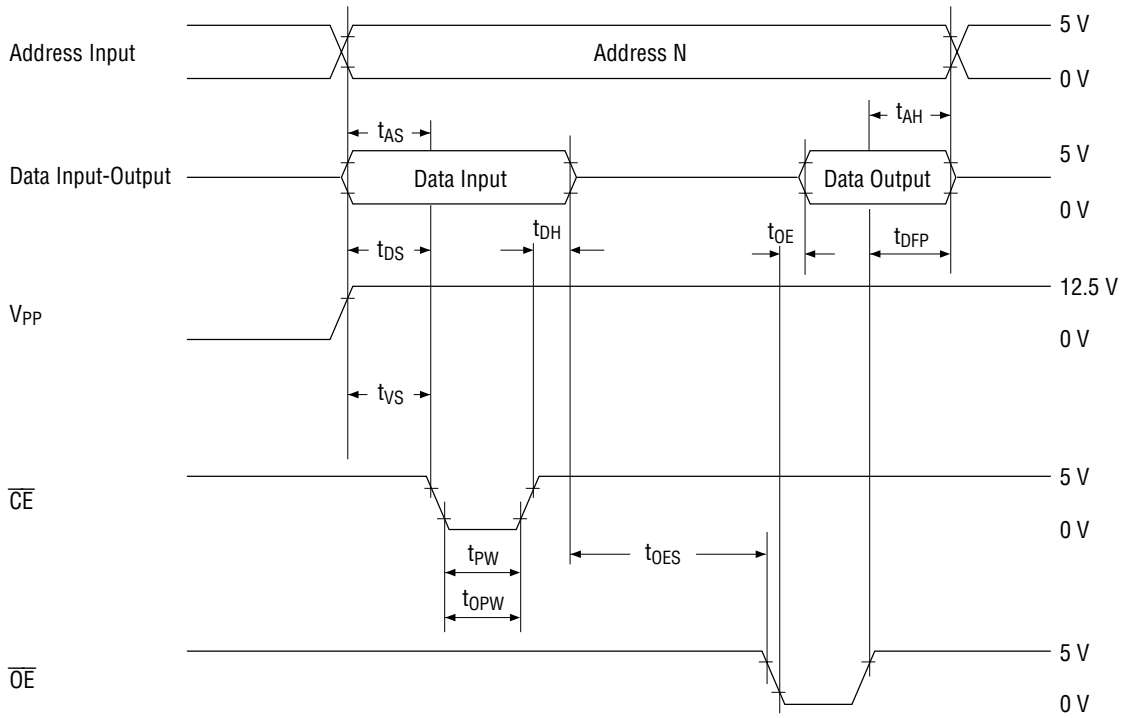 5 V
Address Input
Address N
0 V
tAH
tAS
5 V
Data Input-Output
Data Input
Data Output
0 V
tDH
tOE
tDS
tDFP
12.5 V
VPP
0 V
tVS
5 V
CE
0 V
tPW
tOES
tOPW
5 V
OE
0 V